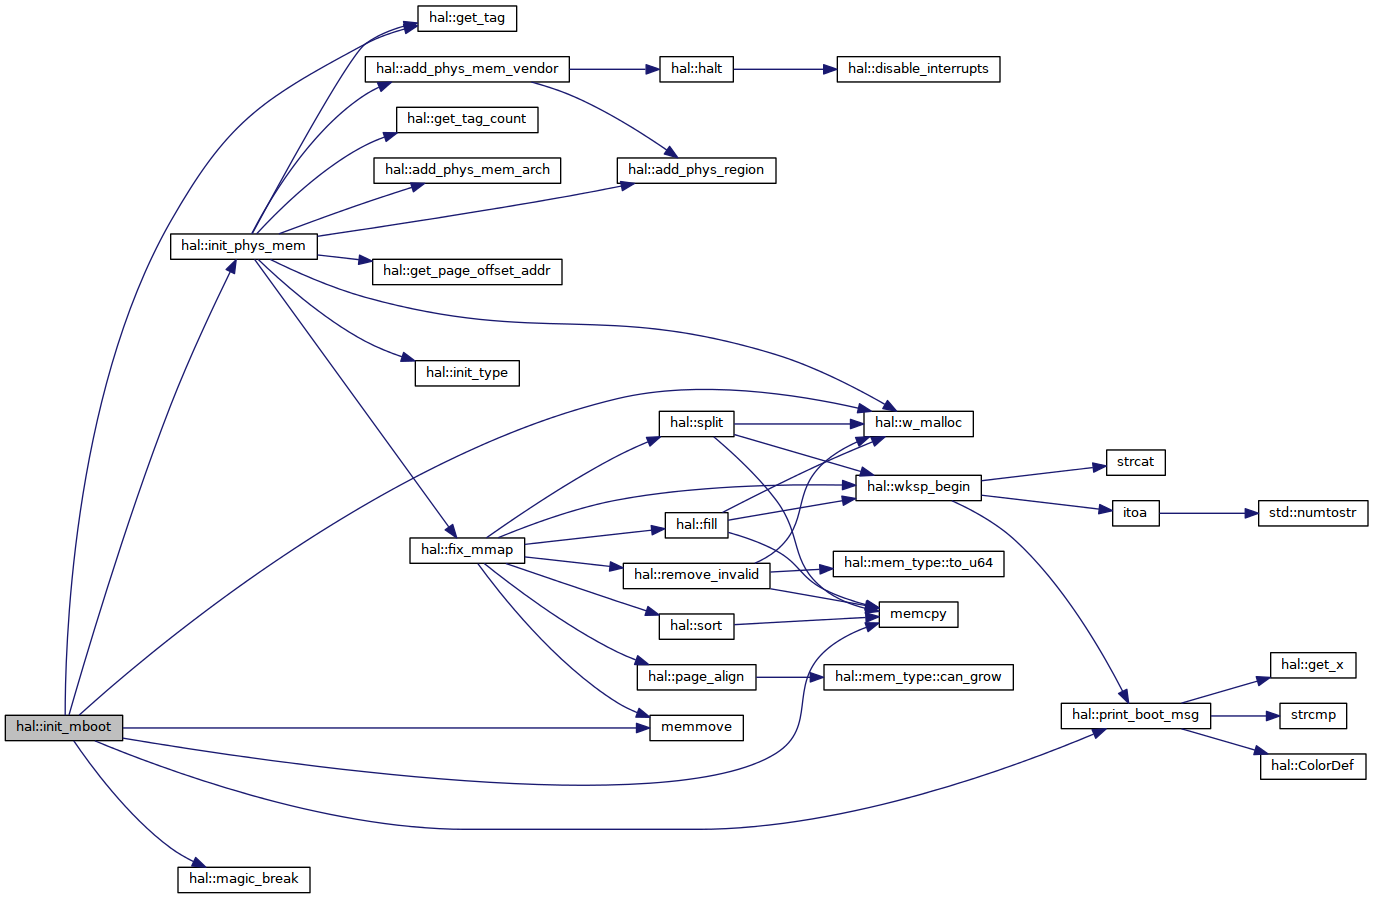 hal::get_tag
hal::add_phys_mem_vendor
hal::halt
hal::disable_interrupts
hal::get_tag_count
hal::add_phys_mem_arch
hal::add_phys_region
hal::init_phys_mem
hal::get_page_offset_addr
hal::init_type
hal::split
hal::w_malloc
strcat
hal::wksp_begin
itoa
std::numtostr
hal::fill
hal::fix_mmap
hal::mem_type::to_u64
hal::remove_invalid
memcpy
hal::sort
hal::get_x
hal::page_align
hal::mem_type::can_grow
hal::print_boot_msg
strcmp
hal::init_mboot
memmove
hal::ColorDef
hal::magic_break